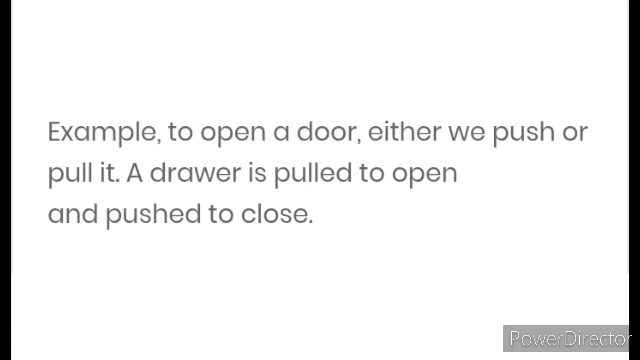 Example, to open a door, either we push or
pull it. A drawer is pulled to open
and pushed to close.
PowerDirector